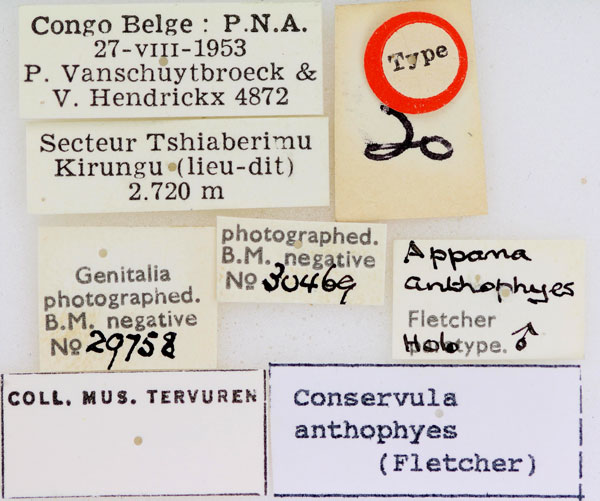 Congo Belge : P.N.A.
27-VIII-1953
P. Vanschuytbroeck &
V. Hendrickx 4872
Secteur Tshiaberimu
Kirungu (lieu-dit)
2.720 m
Type
20
Genitalia
photographed.
B.M. negative
No 29758
photographed.
B.M. negative
No 30469
Appana
anthophyes
Fletcher
Holotype. ♂
COLL. MUS. TERVUREN
Conservula
anthophyes
(Fletcher)